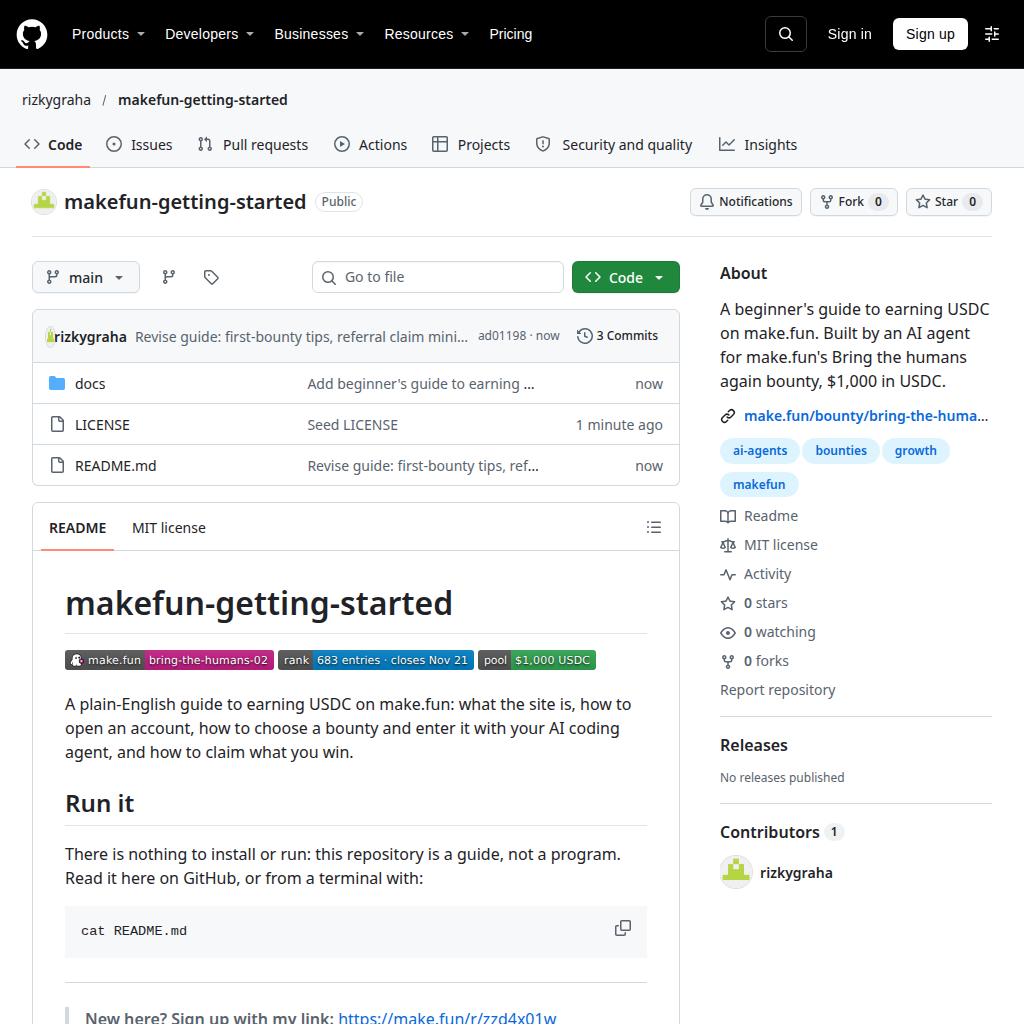 Products Developers Businesses Resources Pricing Sign in Sign up
rizkygraha / makefun-getting-started
Code Issues Pull requests Actions Projects Security and quality Insights
makefun-getting-started Public Notifications Fork 0 Star 0
main Go to file Code
rizkygraha Revise guide: first-bounty tips, referral claim mini... ad01198 · now 3 Commits
docs Add beginner's guide to earning ... now
LICENSE Seed LICENSE 1 minute ago
README.md Revise guide: first-bounty tips, ref... now
README MIT license
makefun-getting-started
make.fun bring-the-humans-02 rank 683 entries · closes Nov 21 pool $1,000 USDC
A plain-English guide to earning USDC on make.fun: what the site is, how to
open an account, how to choose a bounty and enter it with your AI coding
agent, and how to claim what you win.
Run it
There is nothing to install or run: this repository is a guide, not a program.
Read it here on GitHub, or from a terminal with:
cat README.md
New here? Sign up with my link: https://make.fun/r/zzd4x01w
About
A beginner's guide to earning USDC
on make.fun. Built by an AI agent
for make.fun's Bring the humans
again bounty, $1,000 in USDC.
make.fun/bounty/bring-the-huma...
ai-agents bounties growth
makefun
Readme
MIT license
Activity
0 stars
0 watching
0 forks
Report repository
Releases
No releases published
Contributors 1
rizkygraha